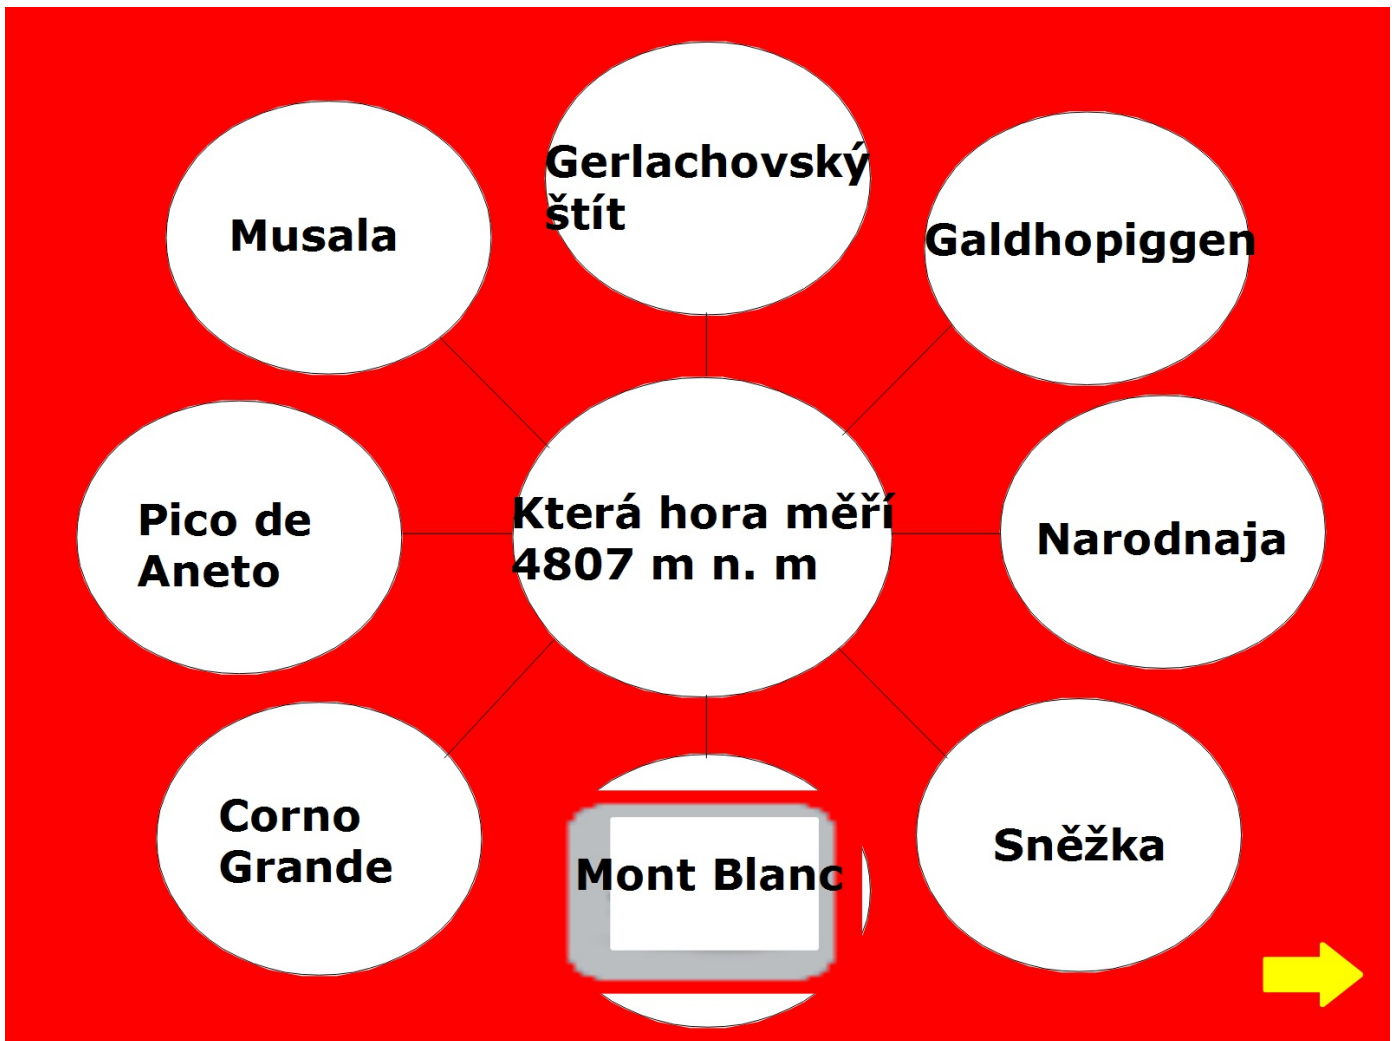 Gerlachovský
štít
Musala
Galdhopiggen
Pico de
Aneto
Která hora měří
4807 m n. m
Narodnaja
Corno
Grande
Mont Blanc
Sněžka